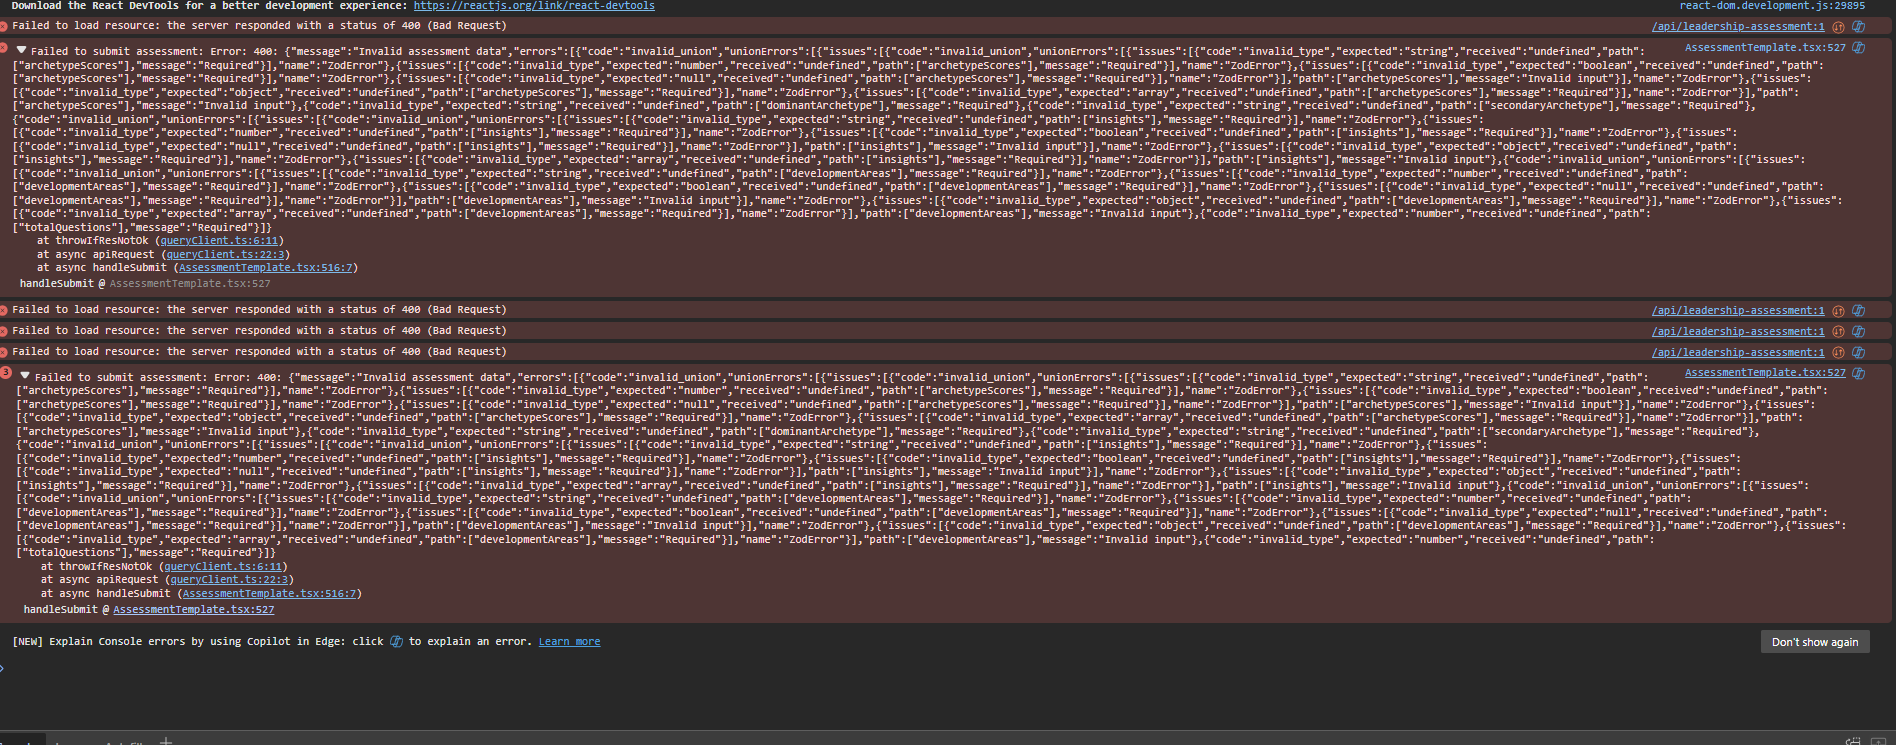 Download the React DevTools for a better development experience: https://reactjs.org/link/react-devtools react-dom.development.js:29895
Failed to load resource: the server responded with a status of 400 (Bad Request) /api/leadership-assessment:1
Failed to submit assessment: Error: 400: {"message":"Invalid assessment data","errors":[{"code":"invalid_union","unionErrors":[{"issues":[{"code":"invalid_union","unionErrors":[{"issues":[{"code":"invalid_type","expected":"string","received":"undefined","path": AssessmentTemplate.tsx:527
["archetypeScores"],"message":"Required"}],"name":"ZodError"},{"issues":[{"code":"invalid_type","expected":"number","received":"undefined","path":["archetypeScores"],"message":"Required"}],"name":"ZodError"},{"issues":[{"code":"invalid_type","expected":"boolean","received":"undefined","path":
["archetypeScores"],"message":"Required"}],"name":"ZodError"},{"issues":[{"code":"invalid_type","expected":"null","received":"undefined","path":["archetypeScores"],"message":"Required"}],"name":"ZodError"}],"path":["archetypeScores"],"message":"Invalid input"}],"name":"ZodError"},{"issues":
[{"code":"invalid_type","expected":"object","received":"undefined","path":["archetypeScores"],"message":"Required"}],"name":"ZodError"},{"issues":[{"code":"invalid_type","expected":"array","received":"undefined","path":["archetypeScores"],"message":"Required"}],"name":"ZodError"}],"path":
["archetypeScores"],"message":"Invalid input"},{"code":"invalid_type","expected":"string","received":"undefined","path":["dominantArchetype"],"message":"Required"},{"code":"invalid_type","expected":"string","received":"undefined","path":["secondaryArchetype"],"message":"Required"},
{"code":"invalid_union","unionErrors":[{"issues":[{"code":"invalid_union","unionErrors":[{"issues":[{"code":"invalid_type","expected":"string","received":"undefined","path":["insights"],"message":"Required"}],"name":"ZodError"},{"issues":
[{"code":"invalid_type","expected":"number","received":"undefined","path":["insights"],"message":"Required"}],"name":"ZodError"},{"issues":[{"code":"invalid_type","expected":"boolean","received":"undefined","path":["insights"],"message":"Required"}],"name":"ZodError"},{"issues":
[{"code":"invalid_type","expected":"null","received":"undefined","path":["insights"],"message":"Required"}],"name":"ZodError"}],"path":["insights"],"message":"Invalid input"}],"name":"ZodError"},{"issues":[{"code":"invalid_type","expected":"object","received":"undefined","path":
["insights"],"message":"Required"}],"name":"ZodError"},{"issues":[{"code":"invalid_type","expected":"array","received":"undefined","path":["insights"],"message":"Required"}],"name":"ZodError"}],"path":["insights"],"message":"Invalid input"},{"code":"invalid_union","unionErrors":[{"issues":
[{"code":"invalid_union","unionErrors":[{"issues":[{"code":"invalid_type","expected":"string","received":"undefined","path":["developmentAreas"],"message":"Required"}],"name":"ZodError"},{"issues":[{"code":"invalid_type","expected":"number","received":"undefined","path":
["developmentAreas"],"message":"Required"}],"name":"ZodError"},{"issues":[{"code":"invalid_type","expected":"boolean","received":"undefined","path":["developmentAreas"],"message":"Required"}],"name":"ZodError"},{"issues":[{"code":"invalid_type","expected":"null","received":"undefined","path":
["developmentAreas"],"message":"Required"}],"name":"ZodError"}],"path":["developmentAreas"],"message":"Invalid input"}],"name":"ZodError"},{"issues":[{"code":"invalid_type","expected":"object","received":"undefined","path":["developmentAreas"],"message":"Required"}],"name":"ZodError"},{"issues":
[{"code":"invalid_type","expected":"array","received":"undefined","path":["developmentAreas"],"message":"Required"}],"name":"ZodError"}],"path":["developmentAreas"],"message":"Invalid input"},{"code":"invalid_type","expected":"number","received":"undefined","path":
["totalQuestions"],"message":"Required"}]}
at throwIfResNotOk (queryClient.ts:6:11)
at async apiRequest (queryClient.ts:22:3)
at async handleSubmit (AssessmentTemplate.tsx:516:7)
handleSubmit @ AssessmentTemplate.tsx:527
Failed to load resource: the server responded with a status of 400 (Bad Request) /api/leadership-assessment:1
Failed to load resource: the server responded with a status of 400 (Bad Request) /api/leadership-assessment:1
Failed to load resource: the server responded with a status of 400 (Bad Request) /api/leadership-assessment:1
3 Failed to submit assessment: Error: 400: {"message":"Invalid assessment data","errors":[{"code":"invalid_union","unionErrors":[{"issues":[{"code":"invalid_union","unionErrors":[{"issues":[{"code":"invalid_type","expected":"string","received":"undefined","path": AssessmentTemplate.tsx:527
["archetypeScores"],"message":"Required"}],"name":"ZodError"},{"issues":[{"code":"invalid_type","expected":"number","received":"undefined","path":["archetypeScores"],"message":"Required"}],"name":"ZodError"},{"issues":[{"code":"invalid_type","expected":"boolean","received":"undefined","path":
["archetypeScores"],"message":"Required"}],"name":"ZodError"},{"issues":[{"code":"invalid_type","expected":"null","received":"undefined","path":["archetypeScores"],"message":"Required"}],"name":"ZodError"}],"path":["archetypeScores"],"message":"Invalid input"}],"name":"ZodError"},{"issues":
[{"code":"invalid_type","expected":"object","received":"undefined","path":["archetypeScores"],"message":"Required"}],"name":"ZodError"},{"issues":[{"code":"invalid_type","expected":"array","received":"undefined","path":["archetypeScores"],"message":"Required"}],"name":"ZodError"}],"path":
["archetypeScores"],"message":"Invalid input"},{"code":"invalid_type","expected":"string","received":"undefined","path":["dominantArchetype"],"message":"Required"},{"code":"invalid_type","expected":"string","received":"undefined","path":["secondaryArchetype"],"message":"Required"},
{"code":"invalid_union","unionErrors":[{"issues":[{"code":"invalid_union","unionErrors":[{"issues":[{"code":"invalid_type","expected":"string","received":"undefined","path":["insights"],"message":"Required"}],"name":"ZodError"},{"issues":
[{"code":"invalid_type","expected":"number","received":"undefined","path":["insights"],"message":"Required"}],"name":"ZodError"},{"issues":[{"code":"invalid_type","expected":"boolean","received":"undefined","path":["insights"],"message":"Required"}],"name":"ZodError"},{"issues":
[{"code":"invalid_type","expected":"null","received":"undefined","path":["insights"],"message":"Required"}],"name":"ZodError"}],"path":["insights"],"message":"Invalid input"}],"name":"ZodError"},{"issues":[{"code":"invalid_type","expected":"object","received":"undefined","path":
["insights"],"message":"Required"}],"name":"ZodError"},{"issues":[{"code":"invalid_type","expected":"array","received":"undefined","path":["insights"],"message":"Required"}],"name":"ZodError"}],"path":["insights"],"message":"Invalid input"},{"code":"invalid_union","unionErrors":[{"issues":
[{"code":"invalid_union","unionErrors":[{"issues":[{"code":"invalid_type","expected":"string","received":"undefined","path":["developmentAreas"],"message":"Required"}],"name":"ZodError"},{"issues":[{"code":"invalid_type","expected":"number","received":"undefined","path":
["developmentAreas"],"message":"Required"}],"name":"ZodError"},{"issues":[{"code":"invalid_type","expected":"boolean","received":"undefined","path":["developmentAreas"],"message":"Required"}],"name":"ZodError"},{"issues":[{"code":"invalid_type","expected":"null","received":"undefined","path":
["developmentAreas"],"message":"Required"}],"name":"ZodError"}],"path":["developmentAreas"],"message":"Invalid input"}],"name":"ZodError"},{"issues":[{"code":"invalid_type","expected":"object","received":"undefined","path":["developmentAreas"],"message":"Required"}],"name":"ZodError"},{"issues":
[{"code":"invalid_type","expected":"array","received":"undefined","path":["developmentAreas"],"message":"Required"}],"name":"ZodError"}],"path":["developmentAreas"],"message":"Invalid input"},{"code":"invalid_type","expected":"number","received":"undefined","path":
["totalQuestions"],"message":"Required"}]}
at throwIfResNotOk (queryClient.ts:6:11)
at async apiRequest (queryClient.ts:22:3)
at async handleSubmit (AssessmentTemplate.tsx:516:7)
handleSubmit @ AssessmentTemplate.tsx:527
[NEW] Explain Console errors by using Copilot in Edge: click to explain an error. Learn more Don't show again